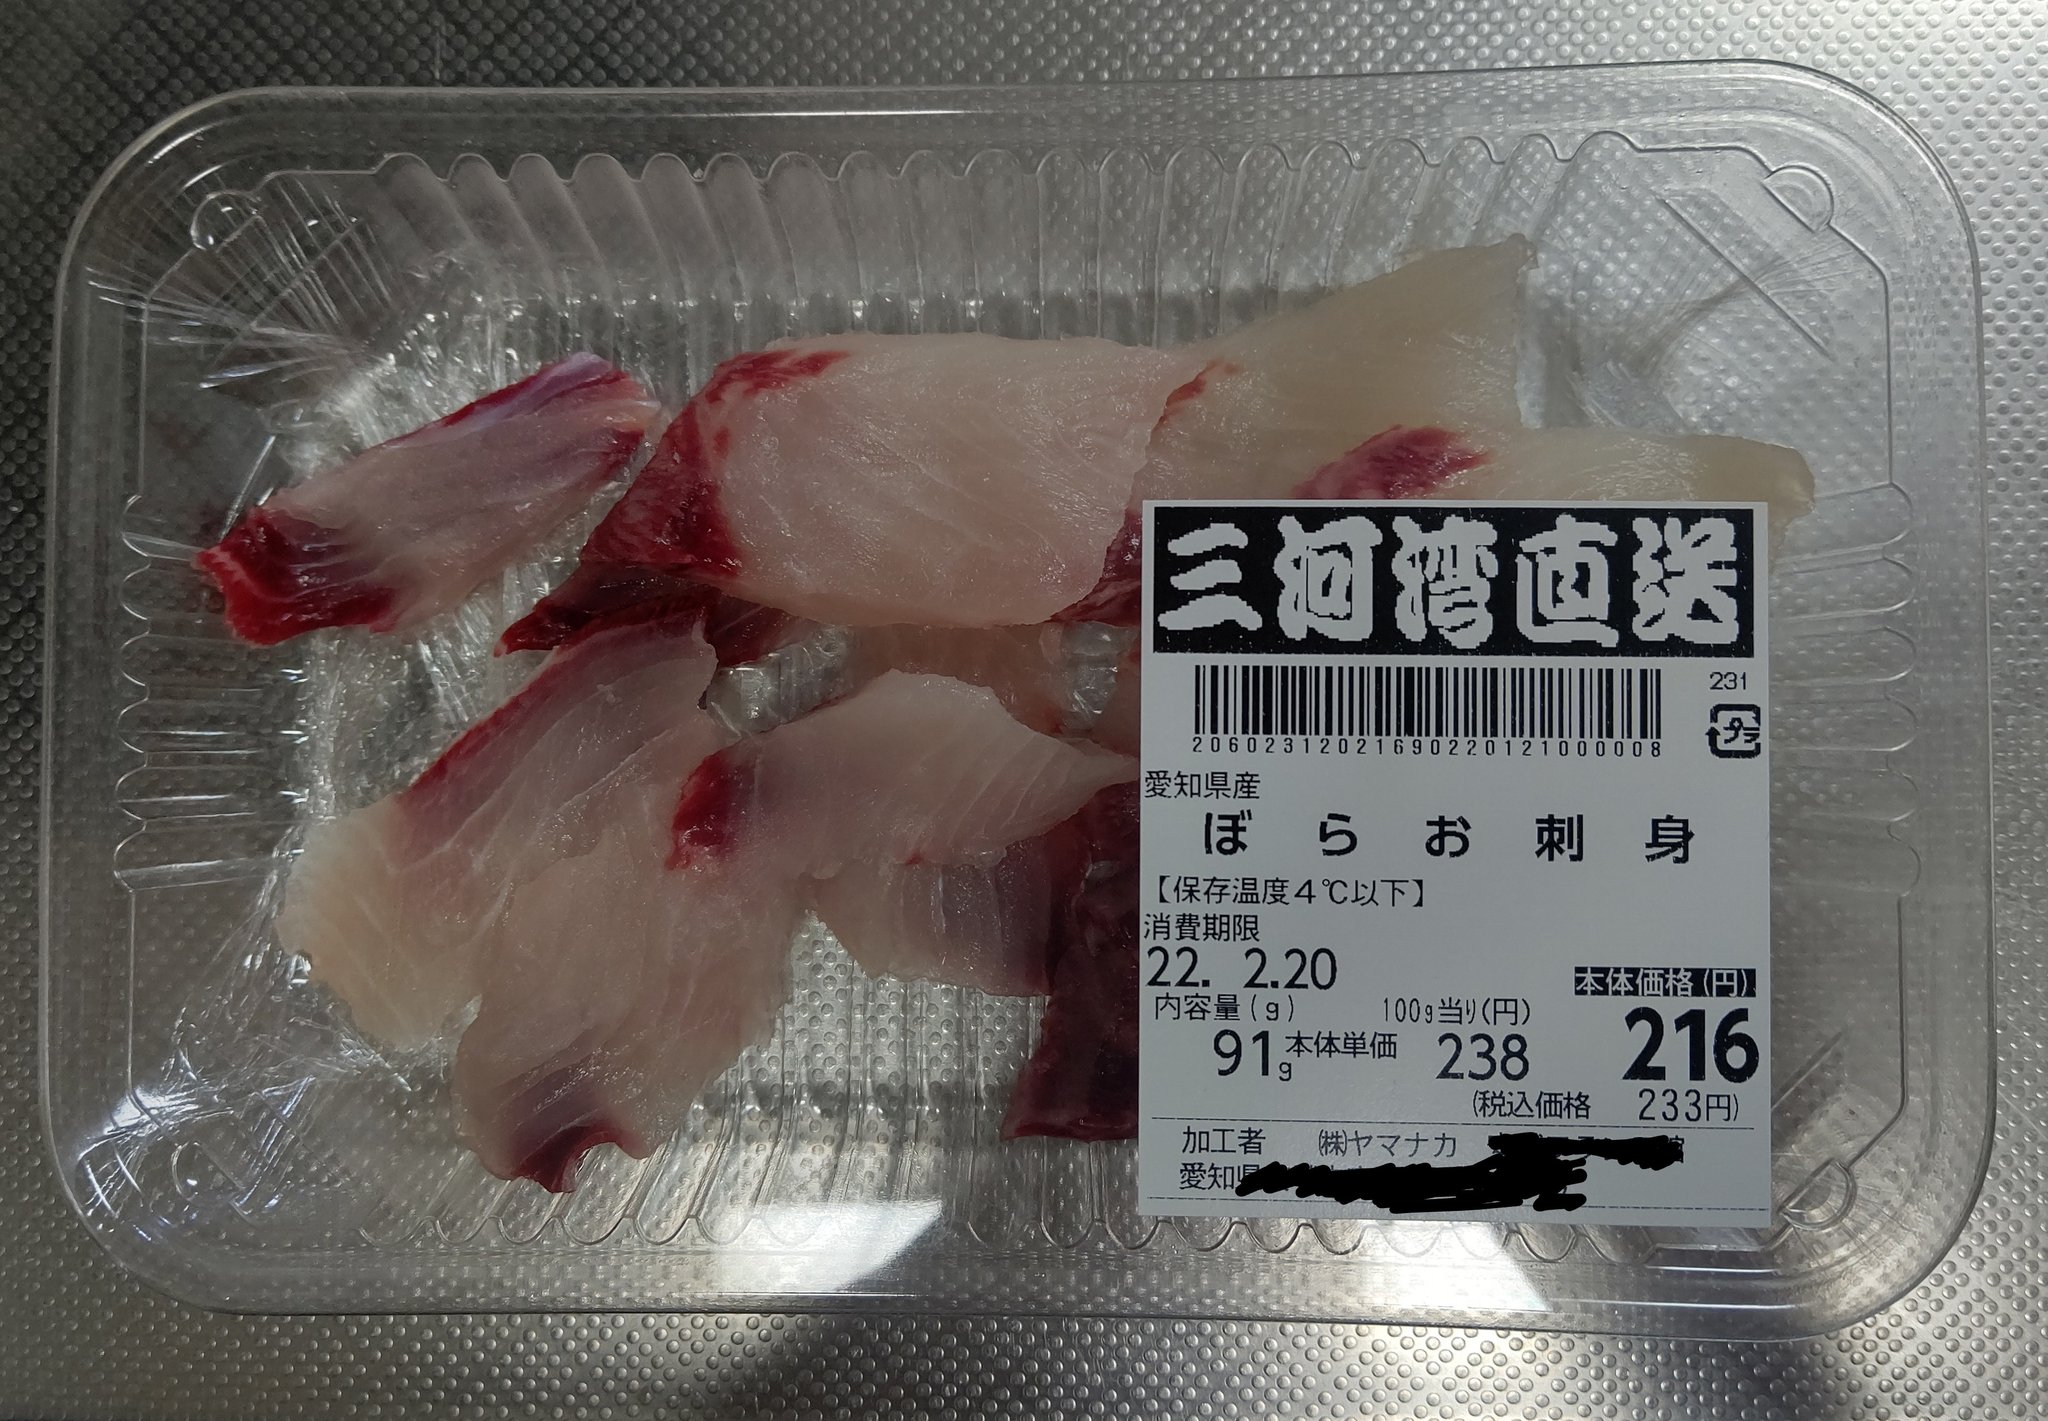 三河湾直送
231
プラ
2060231202169022012100008
愛知県産
ぼらお刺身
【保存温度4℃以下】
消費期限
22. 2.20
本体価格(円)
内容量(g) 100g当り(円)
91g 本体単価 238 216
(税込価格 233円)
加工者 ㈱ヤマナカ
愛知県